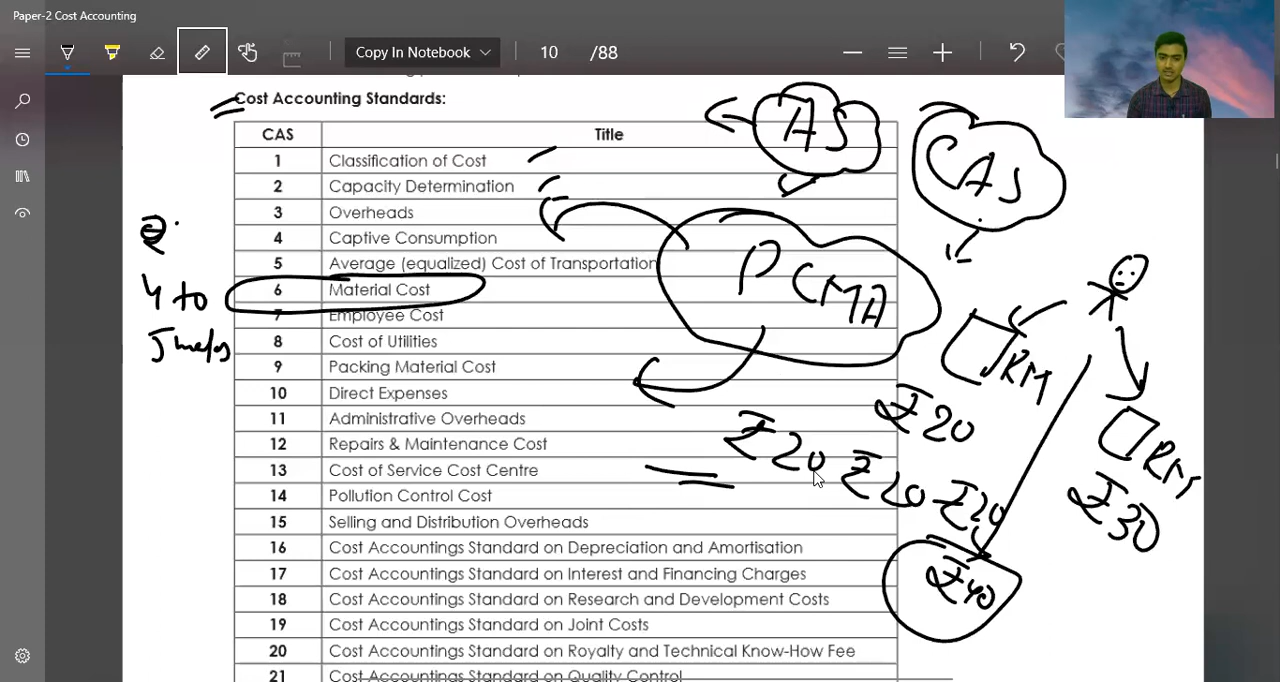 Paper-2 Cost Accounting
Copy In Notebook
10 /88
Cost Accounting Standards:
CAS Title
1 Classification of Cost
2 Capacity Determination
3 Overheads
4 Captive Consumption
5 Average (equalized) Cost of Transportation
6 Material Cost
7 Employee Cost
8 Cost of Utilities
9 Packing Material Cost
10 Direct Expenses
11 Administrative Overheads
12 Repairs & Maintenance Cost
13 Cost of Service Cost Centre
14 Pollution Control Cost
15 Selling and Distribution Overheads
16 Cost Accountings Standard on Depreciation and Amortisation
17 Cost Accountings Standard on Interest and Financing Charges
18 Cost Accountings Standard on Research and Development Costs
19 Cost Accountings Standard on Joint Costs
20 Cost Accountings Standard on Royalty and Technical Know-How Fee
21 Cost Accountings Standard on Quality Control
AS
CAS
PCMA
4 to
RM
₹20
RM
₹30
₹20
₹20
₹20
₹40